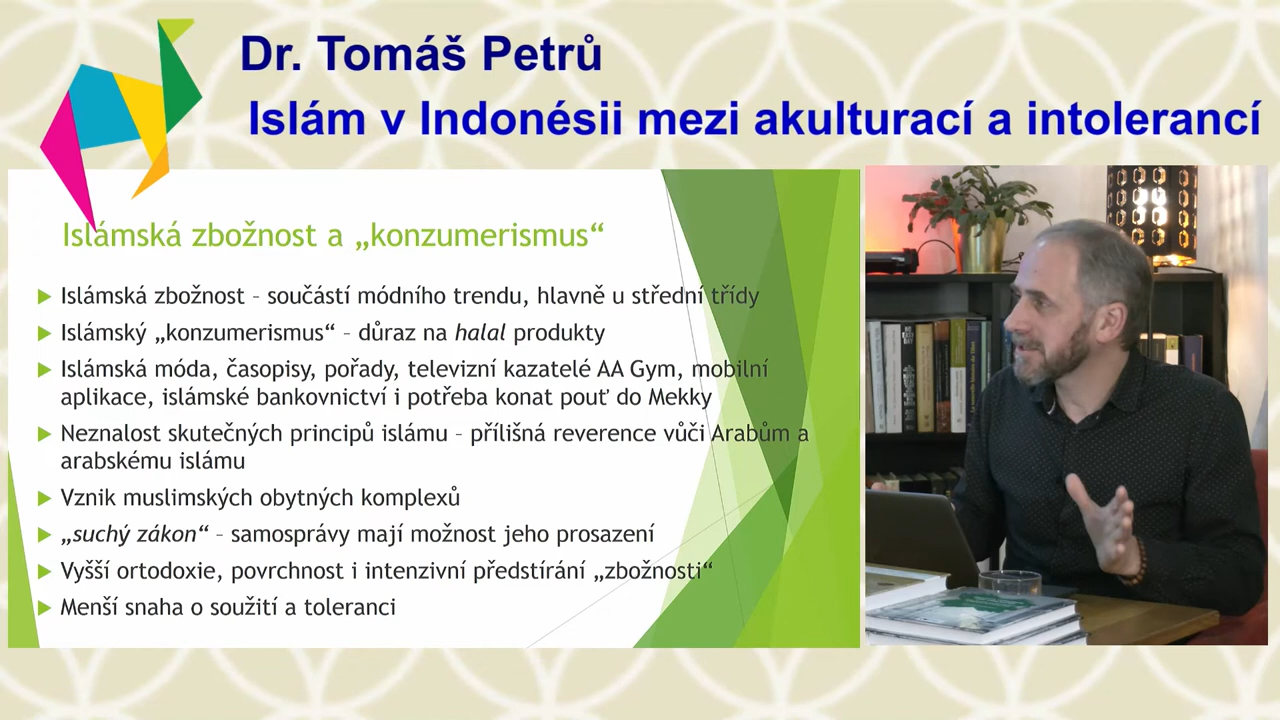 Dr. Tomáš Petrů
Islám v Indonésii mezi akulturací a intolerancí
Islámská zbožnost a „konzumerismus“
Islámská zbožnost – součástí módního trendu, hlavně u střední třídy
Islámský „konzumerismus“ – důraz na halal produkty
Islámská móda, časopisy, pořady, televizní kazatelé AA Gym, mobilní
aplikace, islámské bankovnictví i potřeba konat pouť do Mekky
Neznalost skutečných principů islámu – přílišná reverence vůči Arabům a
arabskému islámu
Vznik muslimských obytných komplexů
„suchý zákon“ – samosprávy mají možnost jeho prosazení
Vyšší ortodoxie, povrchnost i intenzivní předstírání „zbožnosti“
Menší snaha o soužití a toleranci